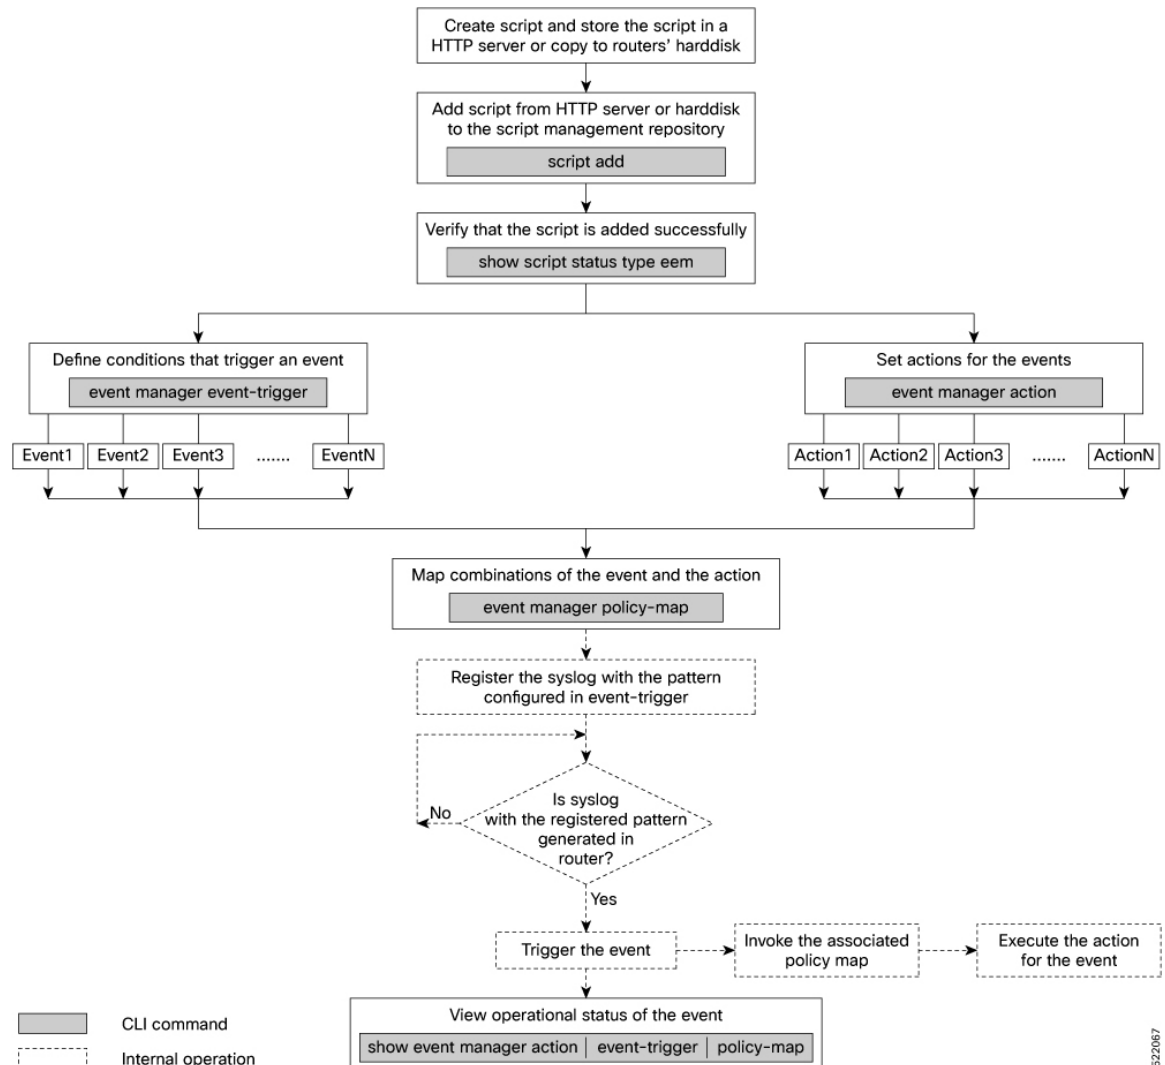 Create script and store the script in a
HTTP server or copy to routers' harddisk
Add script from HTTP server or harddisk
to the script management repository
script add
Verify that the script is added successfully
show script status type eem
Define conditions that trigger an event
event manager event-trigger
Event1
Event2
Event3
.......
EventN
Set actions for the events
event manager action
Action1
Action2
Action3
.......
ActionN
Map combinations of the event and the action
event manager policy-map
Register the syslog with the pattern
configured in event-trigger
Is syslog
with the registered pattern
generated in
router?
No
Yes
Trigger the event
Invoke the associated
policy map
Execute the action
for the event
View operational status of the event
show event manager action | event-trigger | policy-map
CLI command
Internal operation
522067